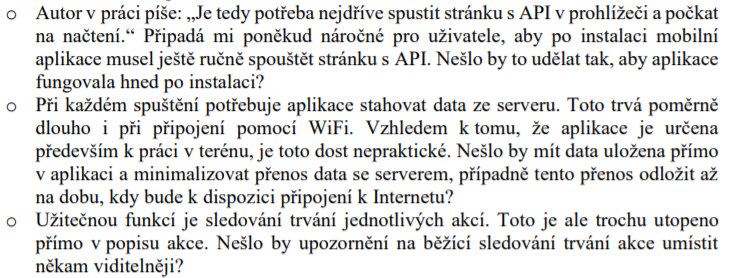 o Autor v práci píše: „Je tedy potřeba nejdříve spustit stránku s API v prohlížeči a počkat
na načtení.“ Připadá mi poněkud náročné pro uživatele, aby po instalaci mobilní
aplikace musel ještě ručně spouštět stránku s API. Nešlo by to udělat tak, aby aplikace
fungovala hned po instalaci?
o Při každém spuštění potřebuje aplikace stahovat data ze serveru. Toto trvá poměrně
dlouho i při připojení pomocí WiFi. Vzhledem k tomu, že aplikace je určena
především k práci v terénu, je toto dost nepraktické. Nešlo by mít data uložena přímo
v aplikaci a minimalizovat přenos data se serverem, případně tento přenos odložit až
na dobu, kdy bude k dispozici připojení k Internetu?
o Užitečnou funkcí je sledování trvání jednotlivých akcí. Toto je ale trochu utopeno
přímo v popisu akce. Nešlo by upozornění na běžící sledování trvání akce umístit
někam viditelněji?